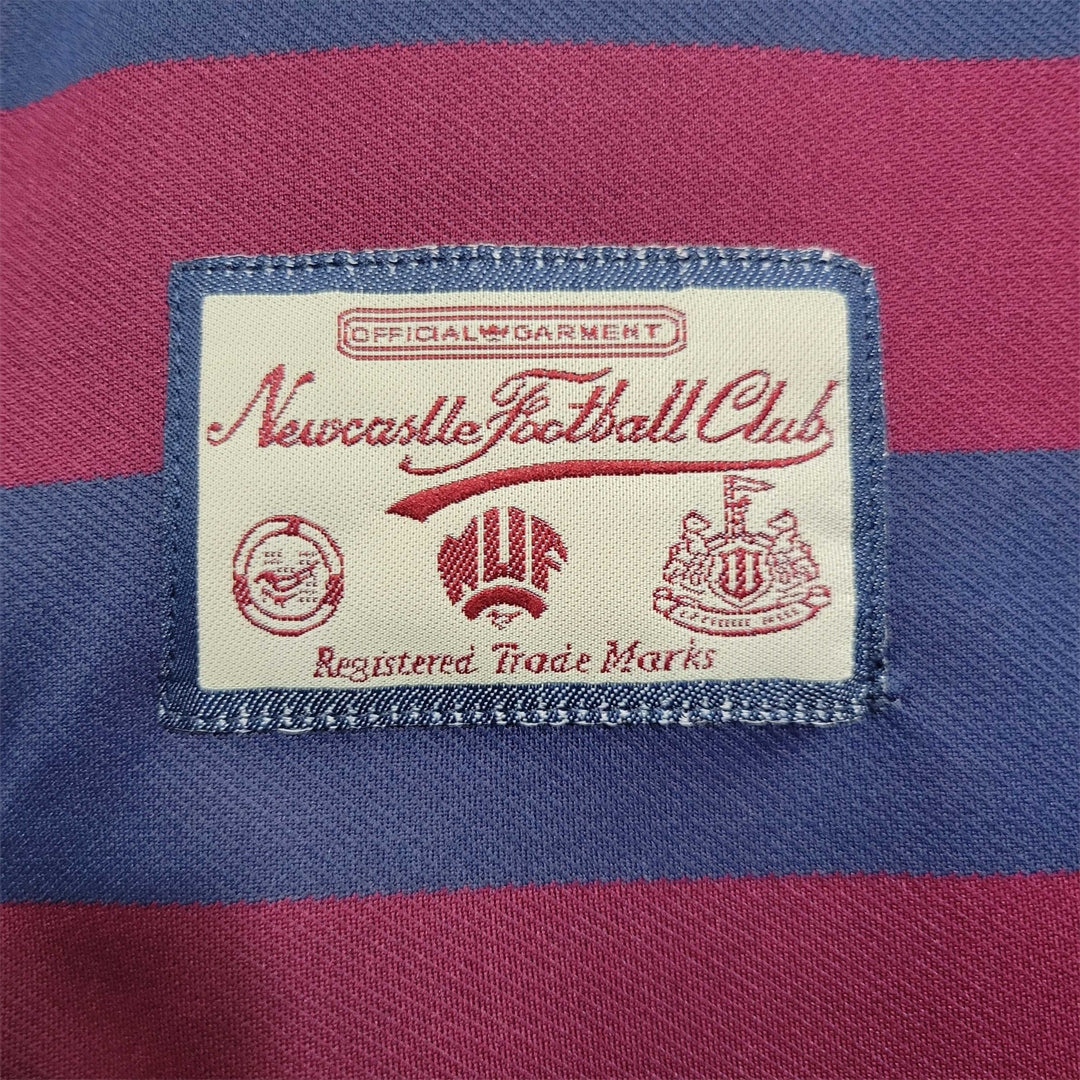 OFFICIAL GARMENT
Newcastle Football Club
Registered Trade Marks